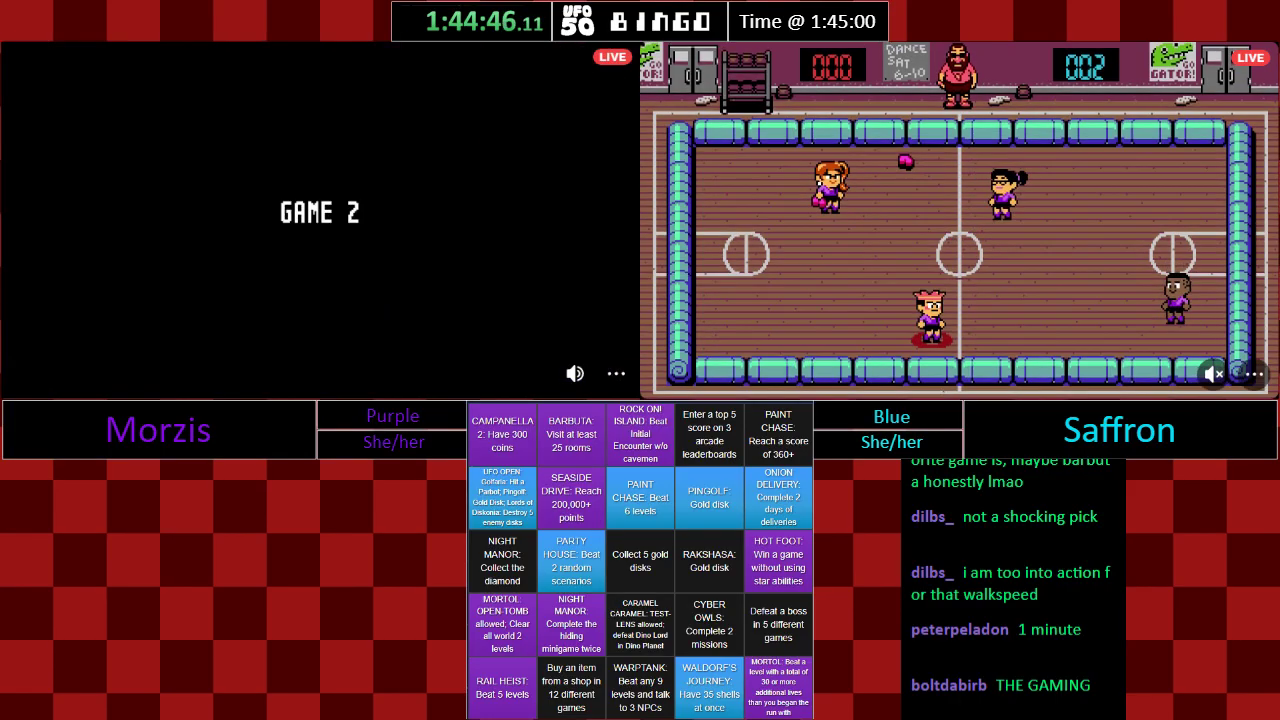 1:44:46.11
UFO
50
BINGO
Time @ 1:45:00
LIVE
GAME 2
GO
GATOR!
000
DANCE
SAT
6-10
002
GO
GATOR!
LIVE
Morzis
Purple
She/her
Blue
She/her
Saffron
CAMPANELLA
2: Have 300
coins
BARBUTA:
Visit at least
25 rooms
ROCK ON!
ISLAND: Beat
Initial
Encounter w/o
cavemen
Enter a top 5
score on 3
arcade
leaderboards
PAINT
CHASE:
Reach a score
of 360+
UFO OPEN
Golfaria: Hit a
Parbot; Pingolf:
Gold Disk; Lords of
Diskonia: Destroy 5
enemy disks
SEASIDE
DRIVE: Reach
200,000+
points
PAINT
CHASE: Beat
6 levels
PINGOLF:
Gold disk
ONION
DELIVERY:
Complete 2
days of
deliveries
NIGHT
MANOR:
Collect the
diamond
PARTY
HOUSE: Beat
2 random
scenarios
Collect 5 gold
disks
RAKSHASA:
Gold disk
HOT FOOT:
Win a game
without using
star abilities
MORTOL:
OPEN-TOMB
allowed; Clear
all world 2
levels
NIGHT
MANOR
Complete the
hiding
minigame twice
CARAMEL
CARAMEL: TEST-
LENS allowed;
defeat Dino Lord
in Dino Planet
CYBER
OWLS:
Complete 2
missions
Defeat a boss
in 5 different
games
RAIL HEIST:
Beat 5 levels
Buy an item
from a shop in
12 different
games
WARPTANK:
Beat any 9
levels and talk
to 3 NPCs
WALDORF'S
JOURNEY:
Have 35 shells
at once
MORTOL: Beat a
level with a total of
30 or more
additional lives
than you began the
run with
orite game is, maybe barbut
a honestly lmao
dilbs_ not a shocking pick
dilbs_ i am too into action f
or that walkspeed
peterpeladon 1 minute
boltdabirb THE GAMING